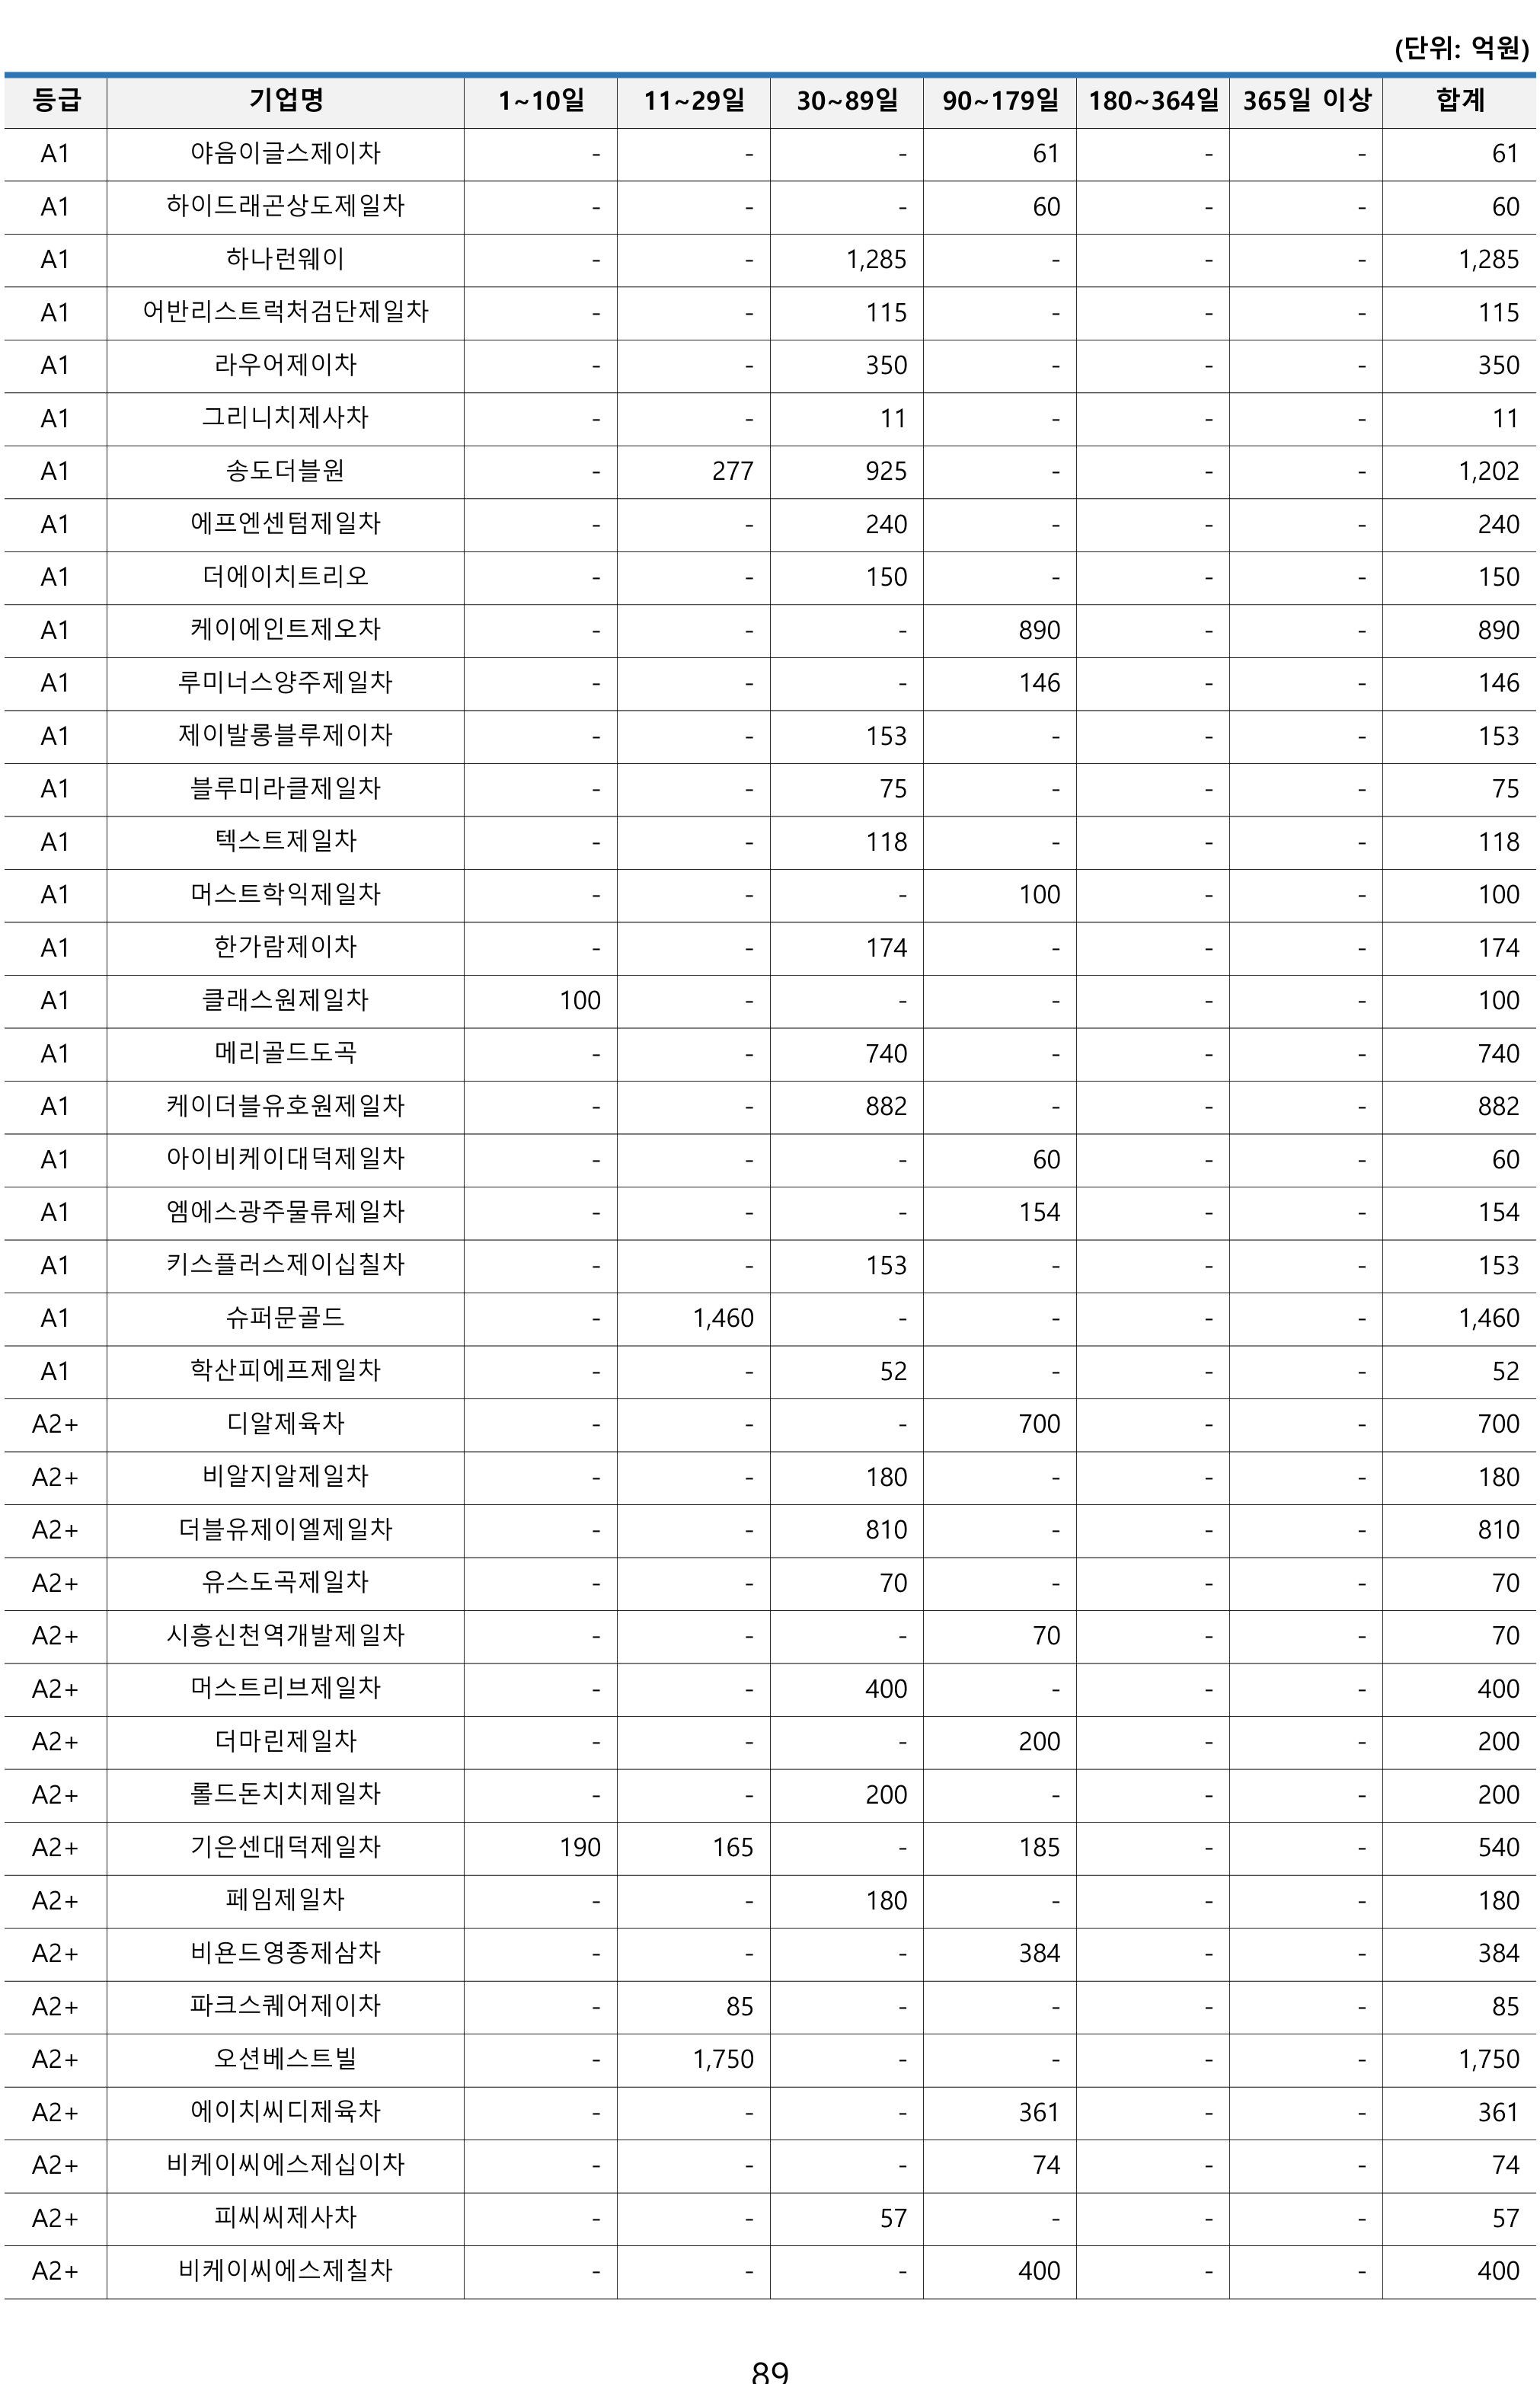 (단위: 억원)
등급 기업명 1~10일 11~29일 30~89일 90~179일 180~364일 365일 이상 합계
A1 야음이글스제이차 - - - 61 - - 61
A1 하이드래곤상도제일차 - - - 60 - - 60
A1 하나런웨이 - - 1,285 - - - 1,285
A1 어반리스트럭처검단제일차 - - 115 - - - 115
A1 라우어제이차 - - 350 - - - 350
A1 그리니치제사차 - - 11 - - - 11
A1 송도더블원 - 277 925 - - - 1,202
A1 에프엔센텀제일차 - - 240 - - - 240
A1 더에이치트리오 - - 150 - - - 150
A1 케이에인트제오차 - - - 890 - - 890
A1 루미너스양주제일차 - - - 146 - - 146
A1 제이발롱블루제이차 - - 153 - - - 153
A1 블루미라클제일차 - - 75 - - - 75
A1 텍스트제일차 - - 118 - - - 118
A1 머스트학익제일차 - - - 100 - - 100
A1 한가람제이차 - - 174 - - - 174
A1 클래스원제일차 100 - - - - - 100
A1 메리골드도곡 - - 740 - - - 740
A1 케이더블유호원제일차 - - 882 - - - 882
A1 아이비케이대덕제일차 - - - 60 - - 60
A1 엠에스광주물류제일차 - - - 154 - - 154
A1 키스플러스제이십칠차 - - 153 - - - 153
A1 슈퍼문골드 - 1,460 - - - - 1,460
A1 학산피에프제일차 - - 52 - - - 52
A2+ 디알제육차 - - - 700 - - 700
A2+ 비알지알제일차 - - 180 - - - 180
A2+ 더블유제이엘제일차 - - 810 - - - 810
A2+ 유스도곡제일차 - - 70 - - - 70
A2+ 시흥신천역개발제일차 - - - 70 - - 70
A2+ 머스트리브제일차 - - 400 - - - 400
A2+ 더마린제일차 - - - 200 - - 200
A2+ 롤드돈치치제일차 - - 200 - - - 200
A2+ 기은센대덕제일차 190 165 - 185 - - 540
A2+ 페임제일차 - - 180 - - - 180
A2+ 비욘드영종제삼차 - - - 384 - - 384
A2+ 파크스퀘어제이차 - 85 - - - - 85
A2+ 오션베스트빌 - 1,750 - - - - 1,750
A2+ 에이치씨디제육차 - - - 361 - - 361
A2+ 비케이씨에스제십이차 - - - 74 - - 74
A2+ 피씨씨제사차 - - 57 - - - 57
A2+ 비케이씨에스제칠차 - - - 400 - - 400
89